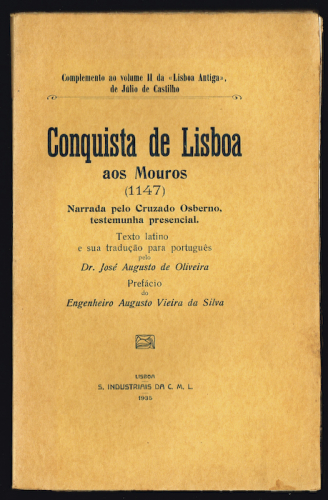 Complemento ao volume II da «Lisboa Antiga»,
de Júlio de Castilho
Conquista de Lisboa
aos Mouros
(1147)
Narrada pelo Cruzado Osberno,
testemunha presencial.
Texto latino
e sua tradução para português
pelo
Dr. José Augusto de Oliveira
Prefácio
do
Engenheiro Augusto Vieira da Silva
LISBOA
S. INDUSTRIAIS DA C. M. L.
1935